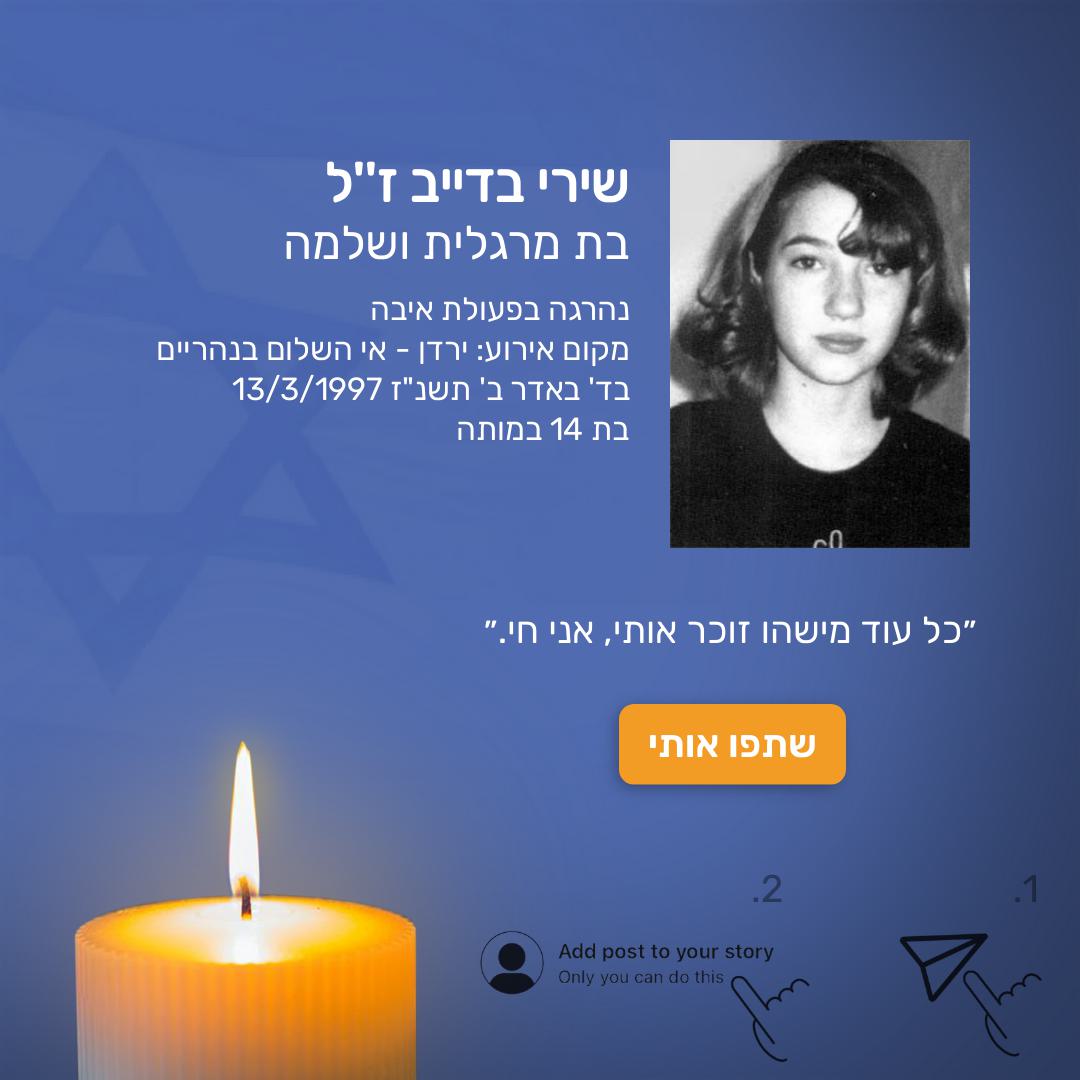 שירי בדייב ז"ל
בת מרגלית ושלמה
נהרגה בפעולת איבה
מקום אירוע: ירדן - אי השלום בנהריים
בד' באדר ב' תשנ"ז 13/3/1997
בת 14 במותה
״כל עוד מישהו זוכר אותי, אני חי.״
שתפו אותי
1.
2.
Add post to your story
Only you can do this